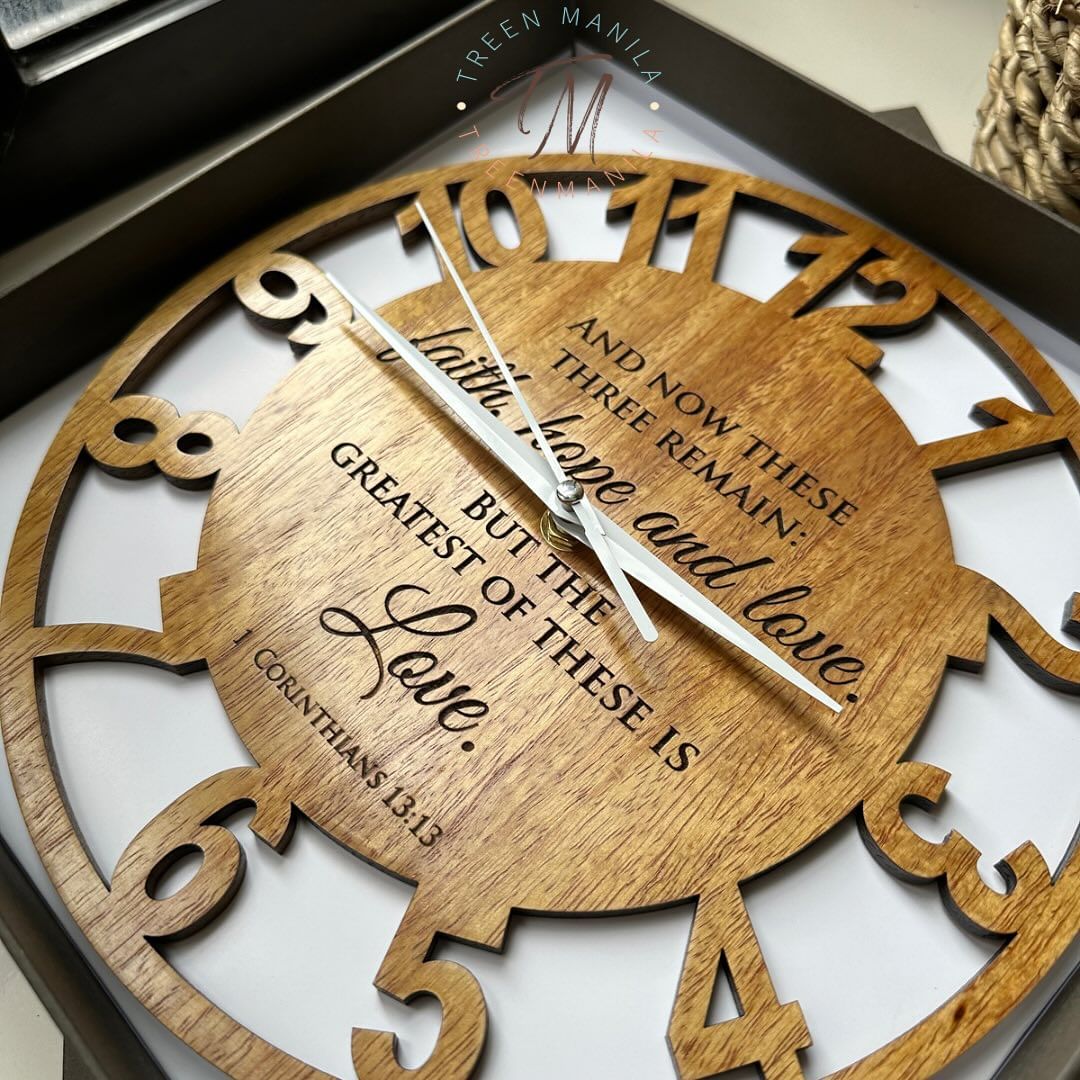 TREEN MANILA
TM
TREENMANILA
10
11
12
1
2
3
4
5
6
7
8
9
AND NOW THESE
THREE REMAIN:
faith, hope and love.
BUT THE
GREATEST OF THESE IS
Love.
1 CORINTHIANS 13:13